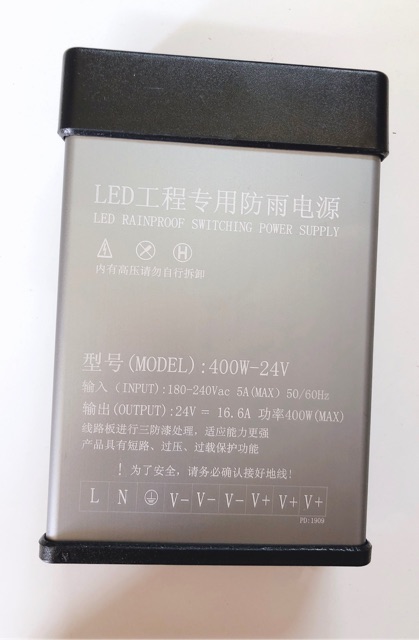 LED工程专用防雨电源
LED RAINPROOF SWITCHING POWER SUPPLY
H
内有高压请勿自行拆卸
型号(MODEL):400W-24V
输入 (INPUT):180-240Vac 5A(MAX) 50/60Hz
输出(OUTPUT):24V = 16.6A 功率400W(MAX)
线路板进行三防漆处理，适应能力更强
产品具有短路、过压、过载保护功能
！为了安全，请务必确认接好地线!
L N V- V- V- V+ V+ V+
PD:1909